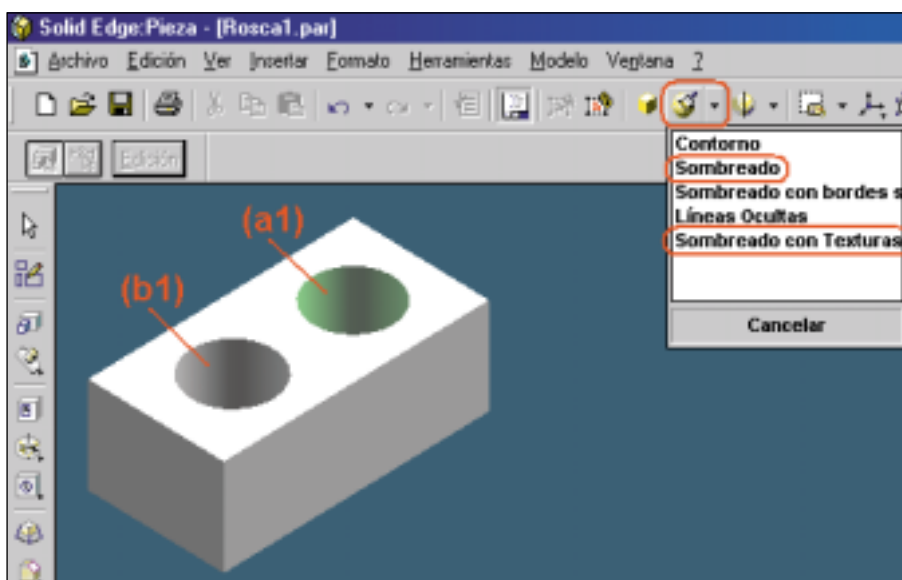 Solid Edge:Pieza - [Rosca1.par]
Archivo Edición Ver Insertar Formato Herramientas Modelo Ventana ?
Edición
Contorno
Sombreado
Sombreado con bordes s
Líneas Ocultas
Sombreado con Texturas
Cancelar
(a1)
(b1)